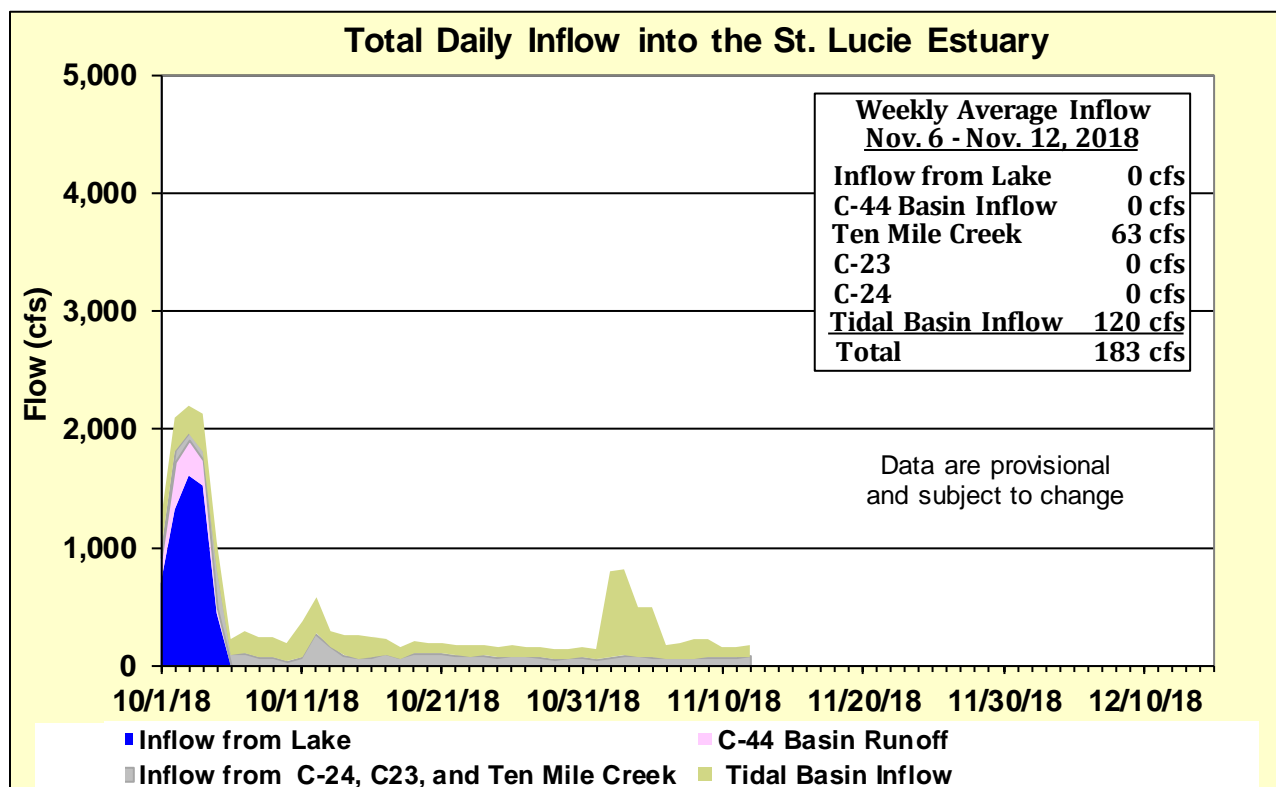 Total Daily Inflow into the St. Lucie Estuary
5,000
4,000
3,000
2,000
1,000
0
Flow (cfs)
Weekly Average Inflow
Nov. 6 - Nov. 12, 2018
Inflow from Lake 0 cfs
C-44 Basin Inflow 0 cfs
Ten Mile Creek 63 cfs
C-23 0 cfs
C-24 0 cfs
Tidal Basin Inflow 120 cfs
Total 183 cfs
Data are provisional
and subject to change
10/1/18 10/11/18 10/21/18 10/31/18 11/10/18 11/20/18 11/30/18 12/10/18
Inflow from Lake C-44 Basin Runoff
Inflow from C-24, C23, and Ten Mile Creek Tidal Basin Inflow